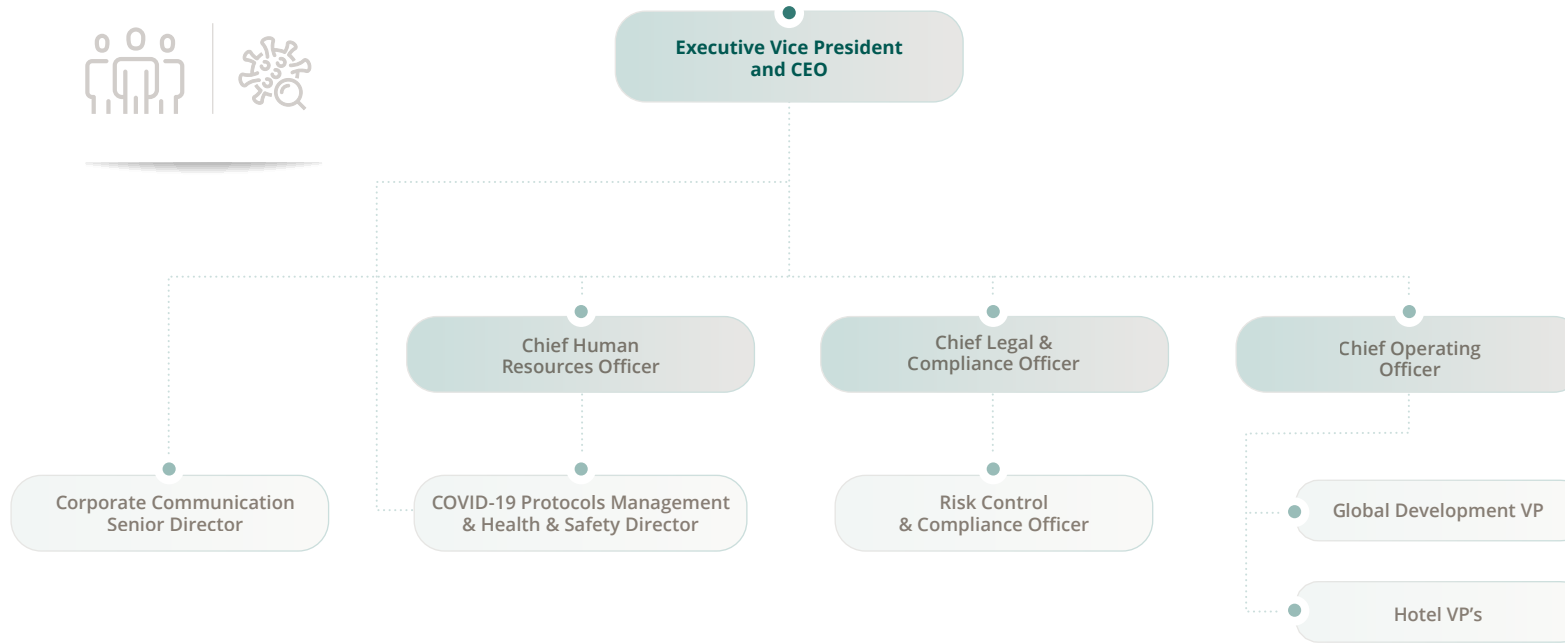 Executive Vice President
and CEO
Chief Human
Resources Officer
Chief Legal &
Compliance Officer
Chief Operating
Officer
Corporate Communication
Senior Director
COVID-19 Protocols Management
& Health & Safety Director
Risk Control
& Compliance Officer
Global Development VP
Hotel VP’s